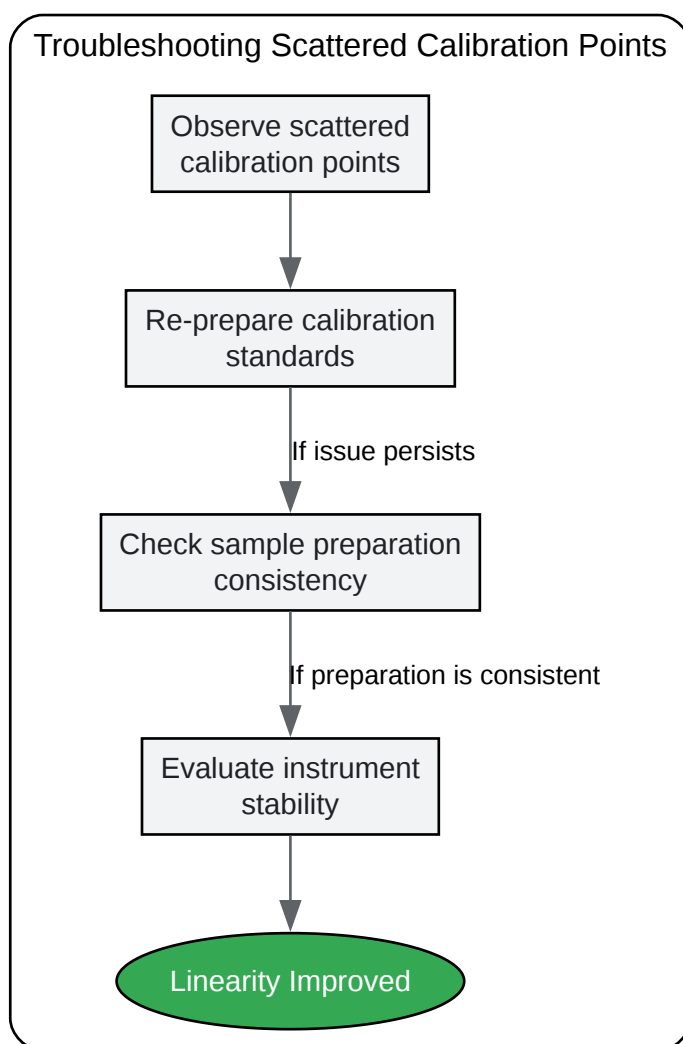 Troubleshooting Scattered Calibration Points
Observe scattered
calibration points
Re-prepare calibration
standards
If issue persists
Check sample preparation
consistency
If preparation is consistent
Evaluate instrument
stability
Linearity Improved